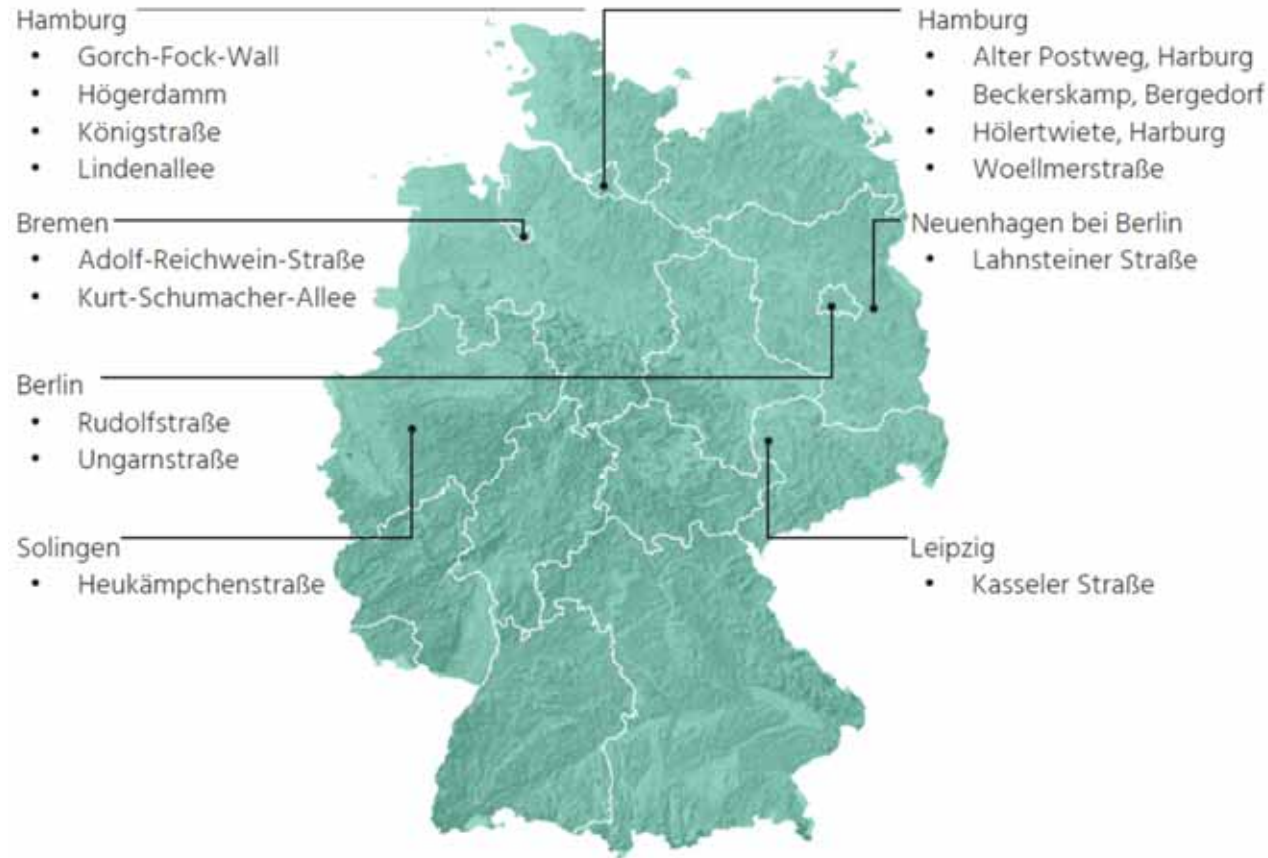 Hamburg
• Gorch-Fock-Wall
• Högerdamm
• Königstraße
• Lindenallee
Bremen
• Adolf-Reichwein-Straße
• Kurt-Schumacher-Allee
Berlin
• Rudolfstraße
• Ungarnstraße
Solingen
• Heukämpchenstraße
Hamburg
• Alter Postweg, Harburg
• Beckerskamp, Bergedorf
• Hölertwiete, Harburg
• Woellmerstraße
Neuenhagen bei Berlin
• Lahnsteiner Straße
Leipzig
• Kasseler Straße